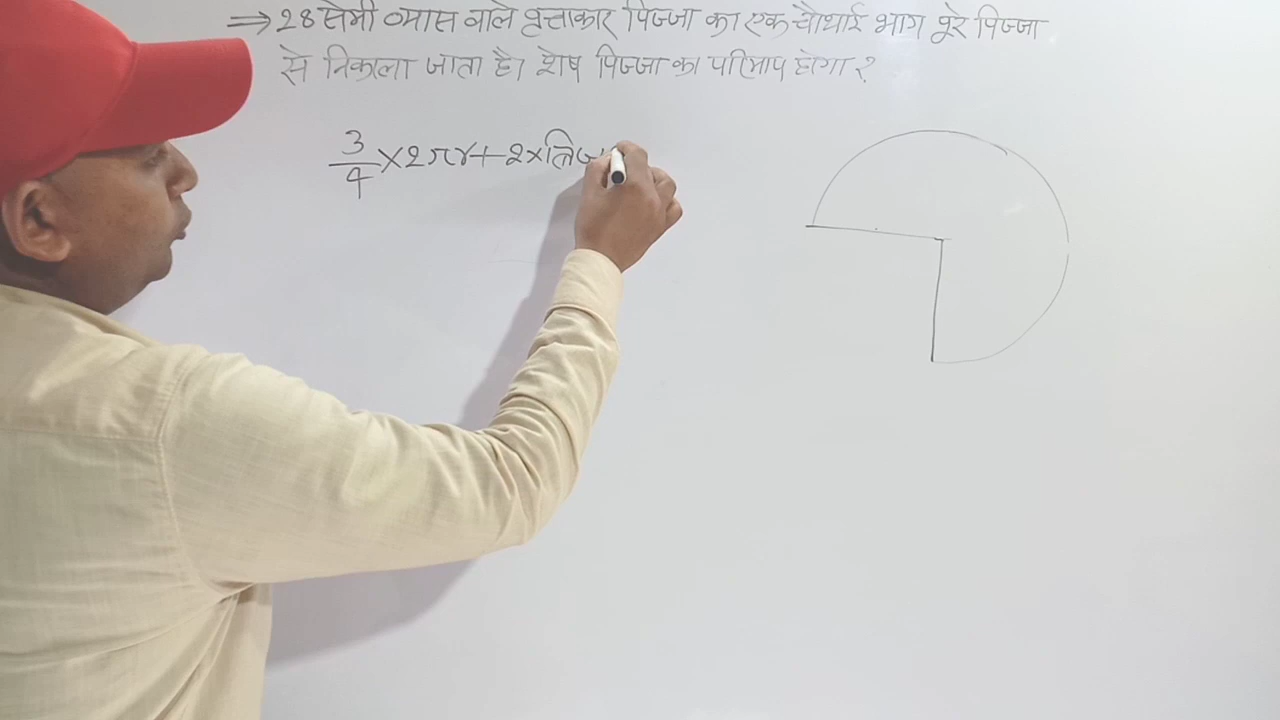 ⇒ 28 सेमी व्यास वाले वृत्ताकार पिज्जा का एक चौथाई भाग पूरे पिज्जा
से निकाला जाता है। शेष पिज्जा का परिमाप होगा?
3/4 × 2πr + 2 ×